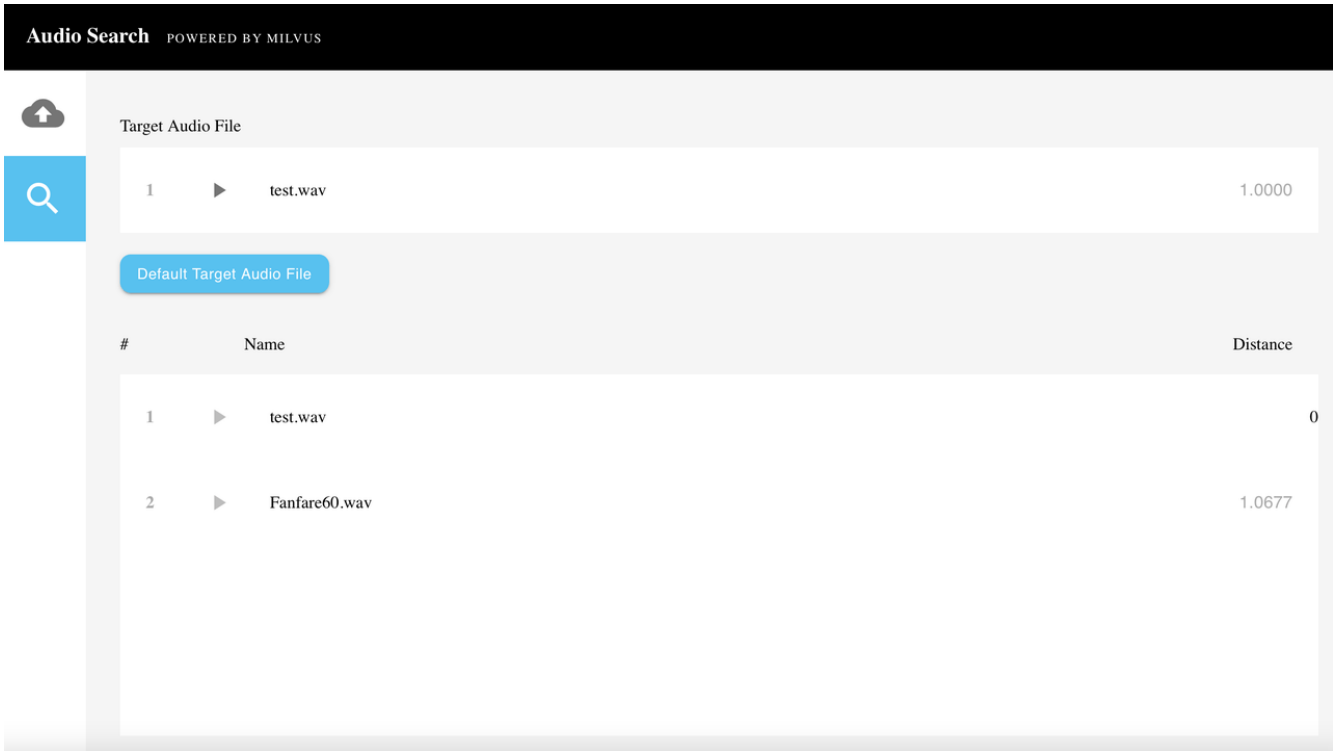 Audio Search POWERED BY MILVUS
Target Audio File
1 test.wav 1.0000
Default Target Audio File
# Name Distance
1 test.wav 0
2 Fanfare60.wav 1.0677